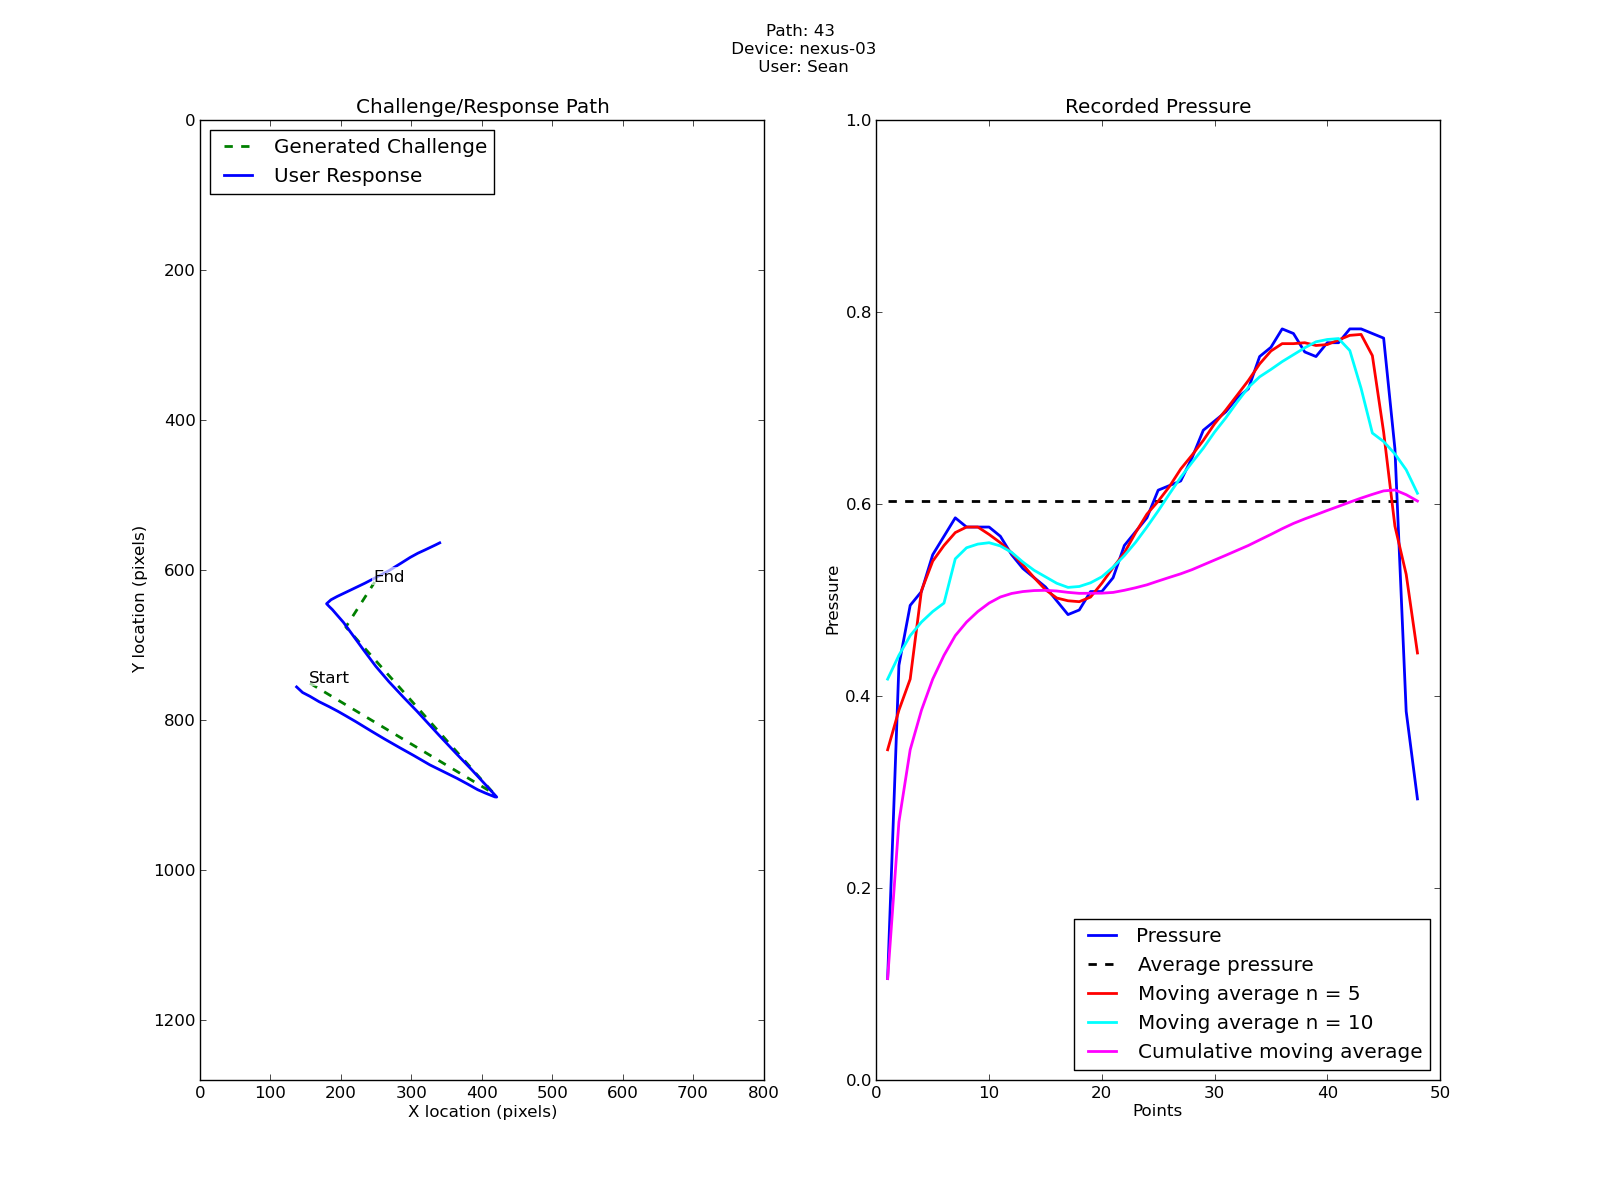 Path: 43
Device: nexus-03
User: Sean
Challenge/Response Path
Generated Challenge
User Response
0
200
400
600
800
1000
1200
Y location (pixels)
Start
End
0 100 200 300 400 500 600 700 800
X location (pixels)
Recorded Pressure
1.0
0.8
0.6
0.4
0.2
0.0
Pressure
Pressure
Average pressure
Moving average n = 5
Moving average n = 10
Cumulative moving average
0 10 20 30 40 50
Points